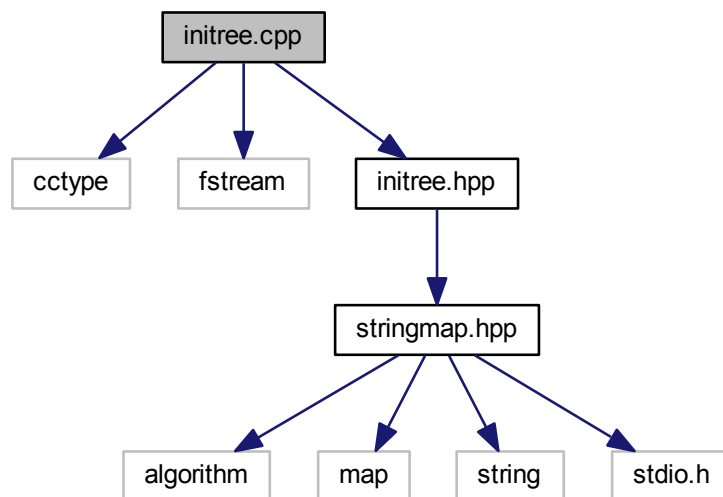 initree.cpp
cctype
fstream
initree.hpp
stringmap.hpp
algorithm
map
string
stdio.h